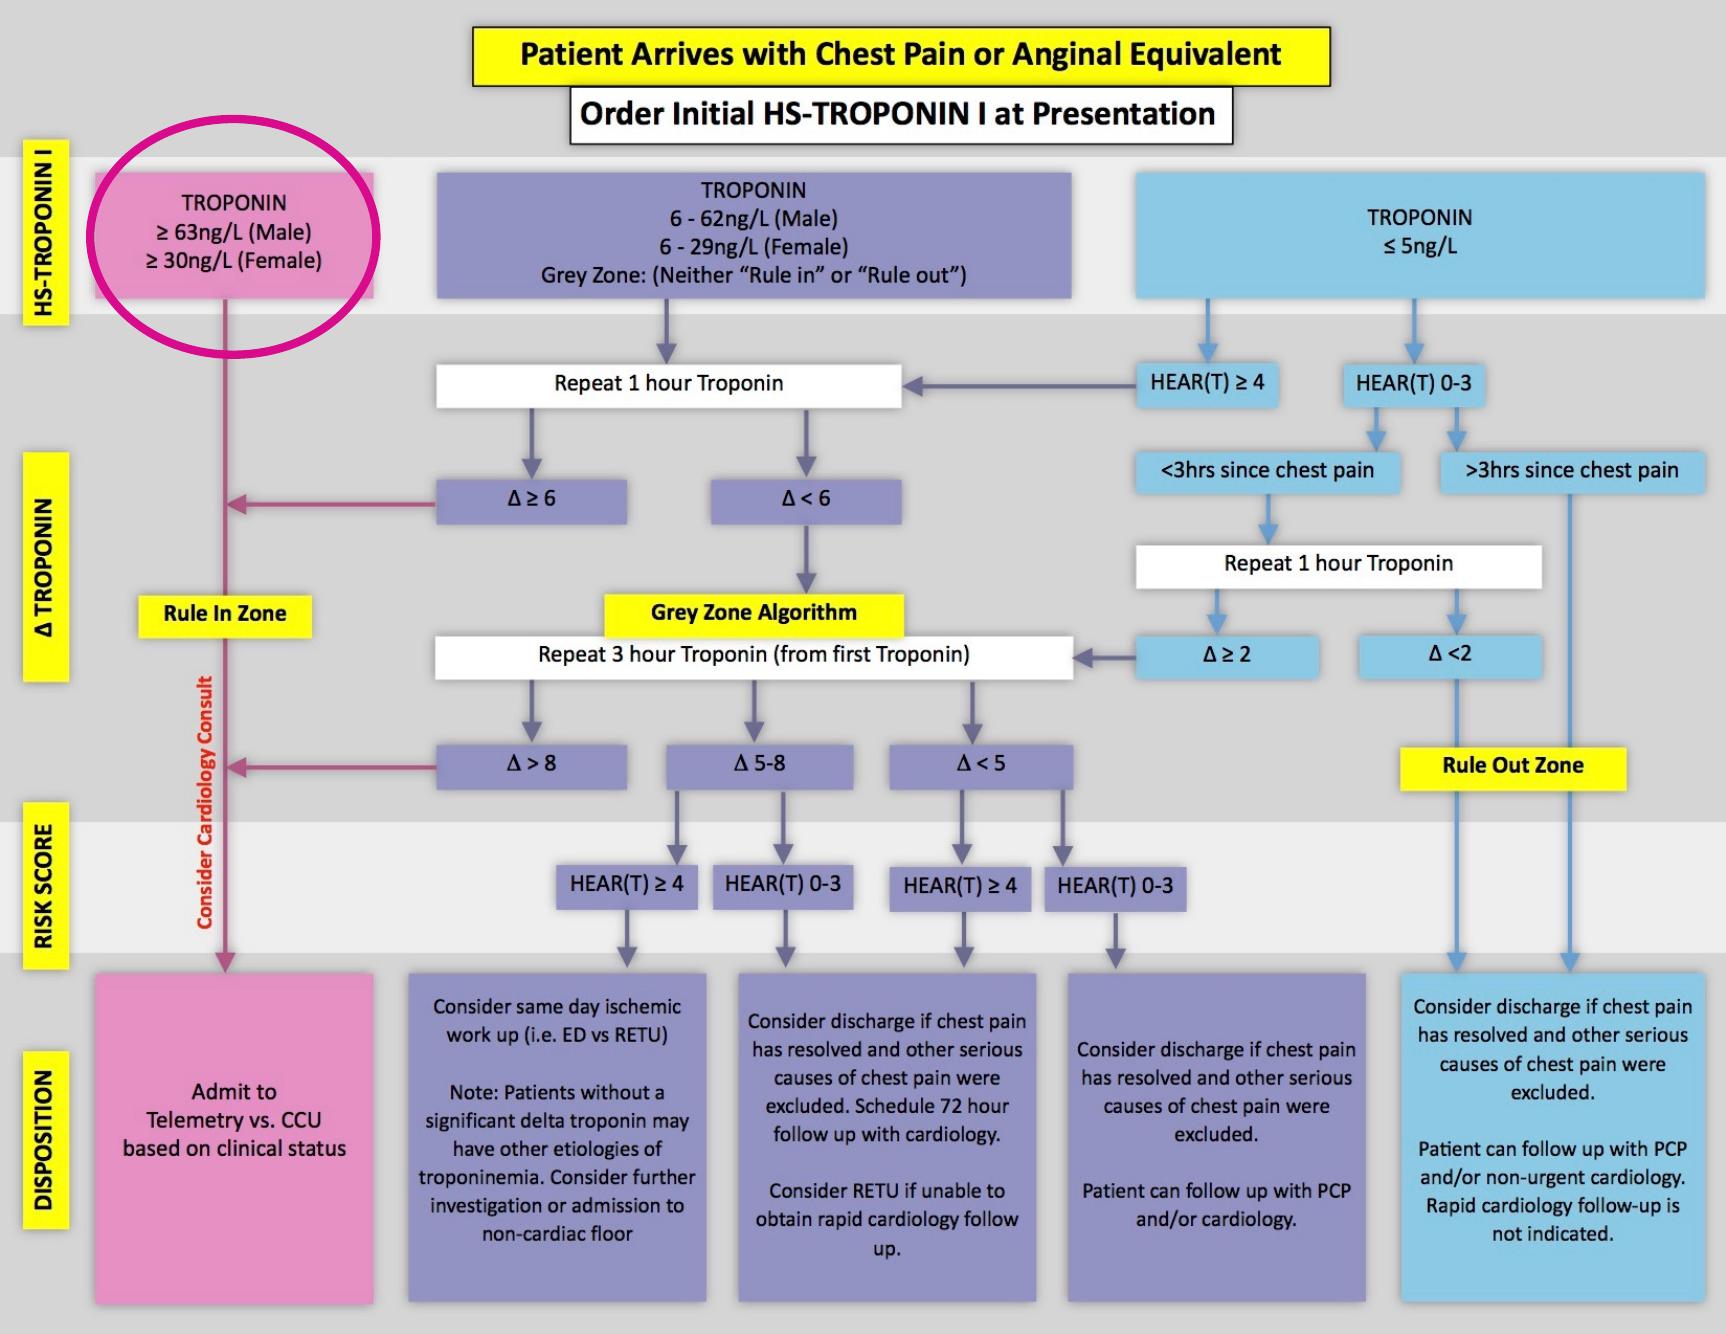 Patient Arrives with Chest Pain or Anginal Equivalent
Order Initial HS-TROPONIN I at Presentation
HS-TROPONIN I
TROPONIN
≥ 63ng/L (Male)
≥ 30ng/L (Female)
TROPONIN
6 - 62ng/L (Male)
6 - 29ng/L (Female)
Grey Zone: (Neither “Rule in” or “Rule out”)
TROPONIN
≤ 5ng/L
Repeat 1 hour Troponin
HEAR(T) ≥ 4
HEAR(T) 0-3
Δ TROPONIN
<3hrs since chest pain
>3hrs since chest pain
Δ ≥ 6
Δ < 6
Repeat 1 hour Troponin
Rule In Zone
Grey Zone Algorithm
Repeat 3 hour Troponin (from first Troponin)
Δ ≥ 2
Δ <2
Consider Cardiology Consult
Δ > 8
Δ 5-8
Δ < 5
Rule Out Zone
RISK SCORE
HEAR(T) ≥ 4
HEAR(T) 0-3
HEAR(T) ≥ 4
HEAR(T) 0-3
DISPOSITION
Admit to
Telemetry vs. CCU
based on clinical status
Consider same day ischemic
work up (i.e. ED vs RETU)
Note: Patients without a
significant delta troponin may
have other etiologies of
troponinemia. Consider further
investigation or admission to
non-cardiac floor
Consider discharge if chest pain
has resolved and other serious
causes of chest pain were
excluded. Schedule 72 hour
follow up with cardiology.
Consider RETU if unable to
obtain rapid cardiology follow
up.
Consider discharge if chest pain
has resolved and other serious
causes of chest pain were
excluded.
Patient can follow up with PCP
and/or cardiology.
Consider discharge if chest pain
has resolved and other serious
causes of chest pain were
excluded.
Patient can follow up with PCP
and/or non-urgent cardiology.
Rapid cardiology follow-up is
not indicated.